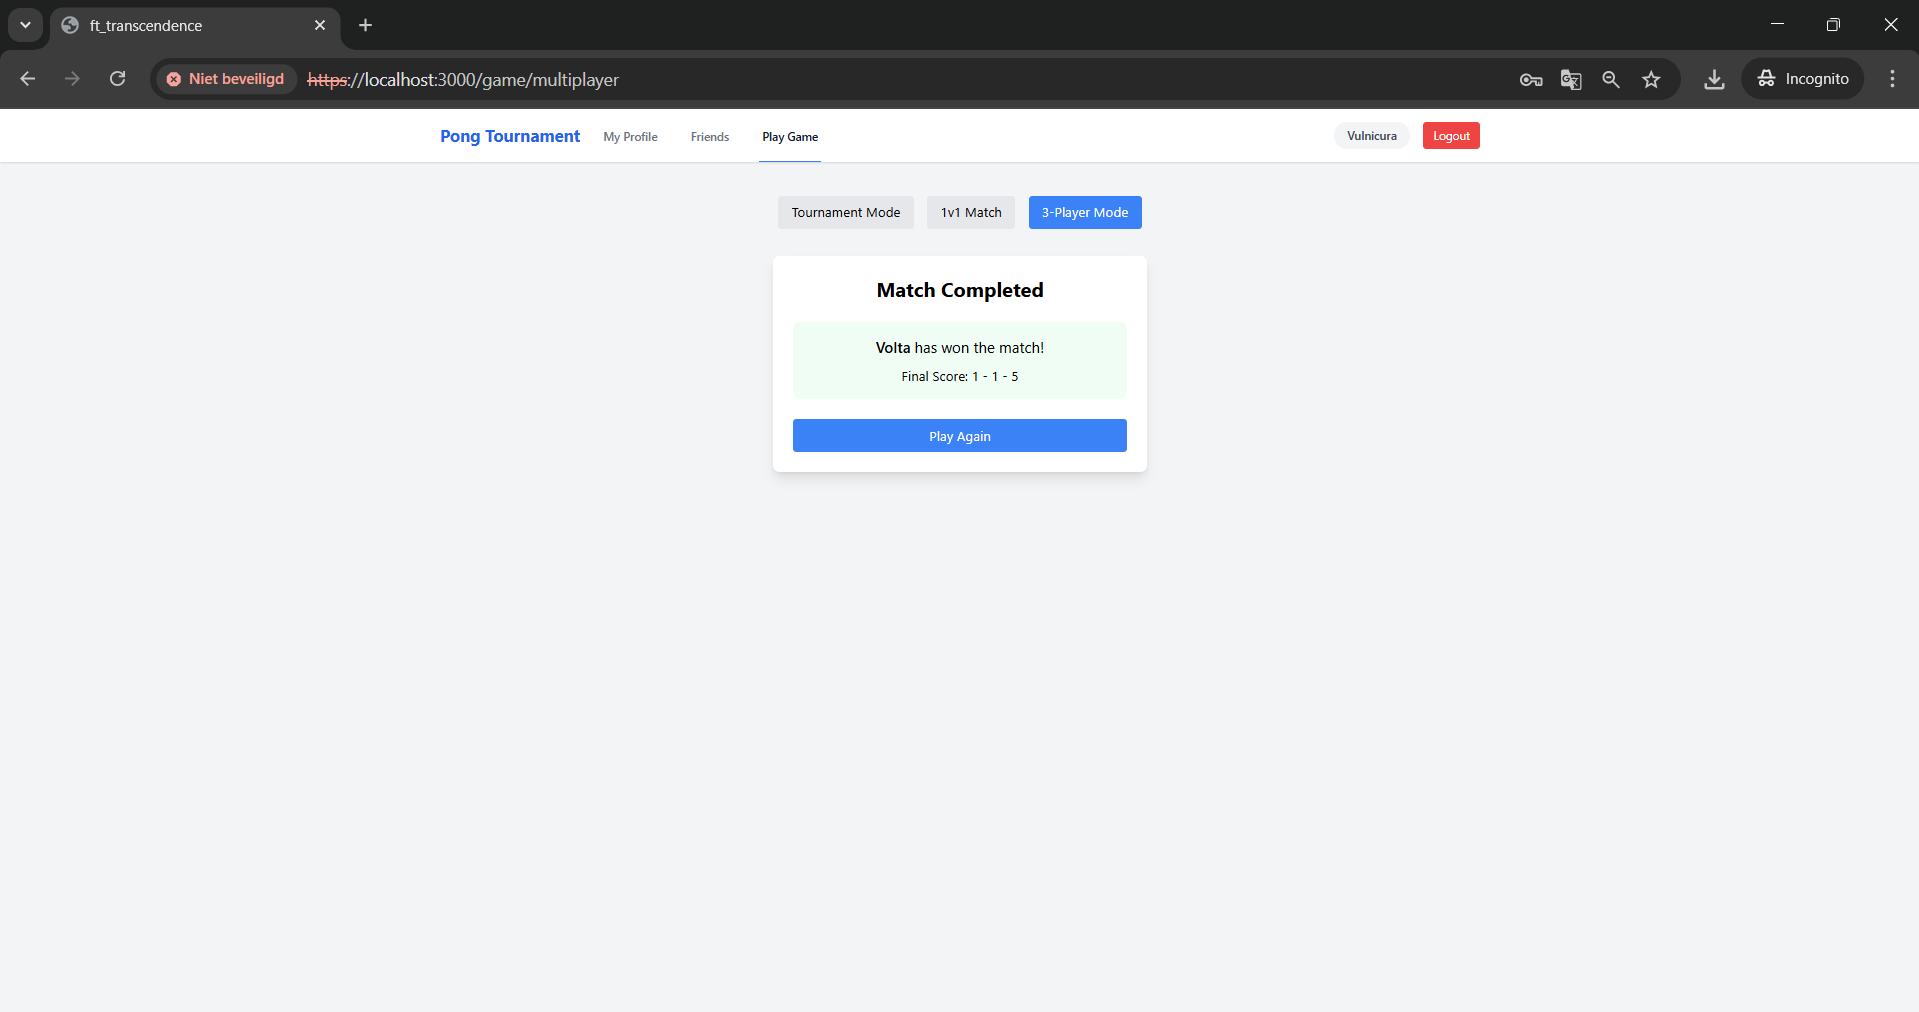 ft_transcendence
Niet beveiligd https://localhost:3000/game/multiplayer Incognito
Pong Tournament My Profile Friends Play Game Vulnicura Logout
Tournament Mode 1v1 Match 3-Player Mode
Match Completed
Volta has won the match!
Final Score: 1 - 1 - 5
Play Again